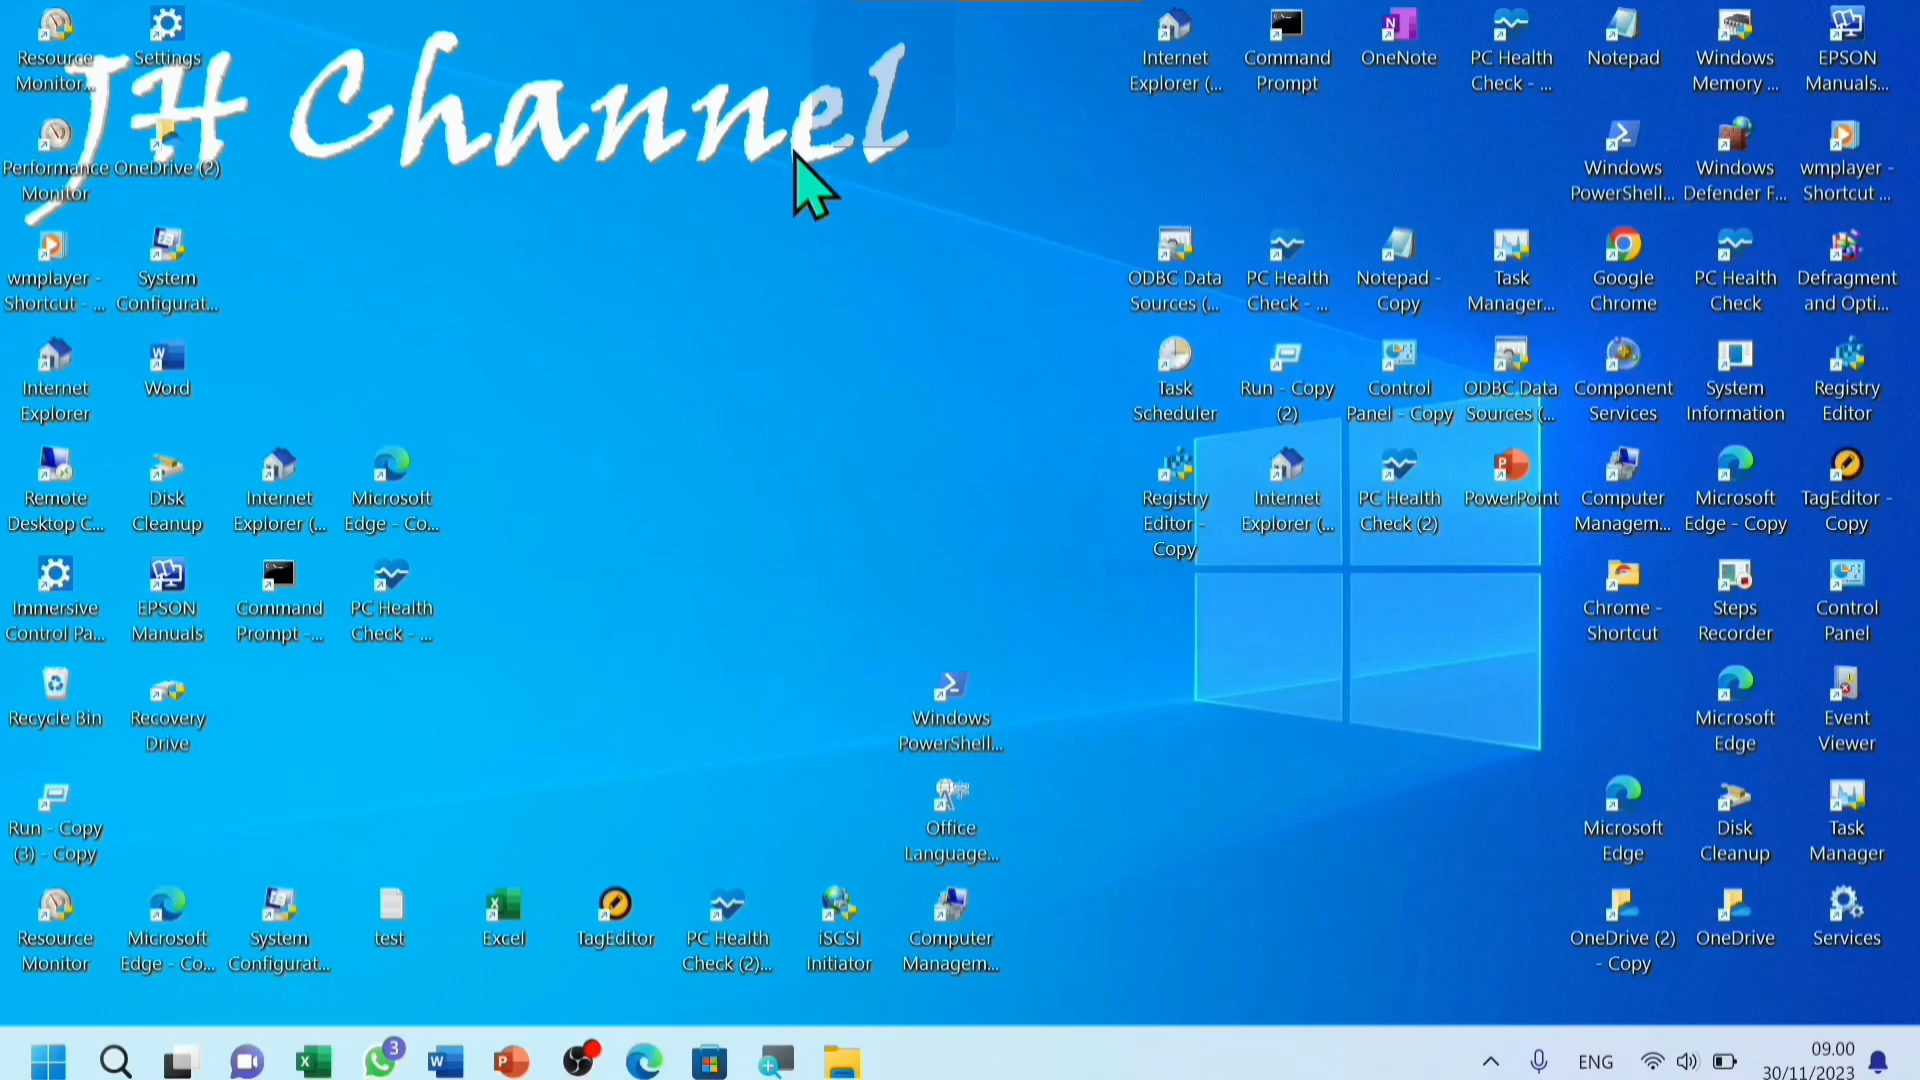 JH Channel
Resource
Monitor...
Settings
Internet
Explorer (...
Command
Prompt
OneNote
PC Health
Check - ...
Notepad
Windows
Memory ...
EPSON
Manuals...
Performance
Monitor
OneDrive (2)
Windows
PowerShell...
Windows
Defender F...
wmplayer -
Shortcut ...
wmplayer -
Shortcut - ...
System
Configurat...
ODBC Data
Sources (...
PC Health
Check - ...
Notepad -
Copy
Task
Manager...
Google
Chrome
PC Health
Check
Defragment
and Opti...
Internet
Explorer
Word
Task
Scheduler
Run - Copy
(2)
Control
Panel - Copy
ODBC Data
Sources (...
Component
Services
System
Information
Registry
Editor
Remote
Desktop C...
Disk
Cleanup
Internet
Explorer (...
Microsoft
Edge - Co...
Registry
Editor -
Copy
Internet
Explorer (...
PC Health
Check (2)
PowerPoint
Computer
Managem...
Microsoft
Edge - Copy
TagEditor -
Copy
Immersive
Control Pa...
EPSON
Manuals
Command
Prompt -...
PC Health
Check - ...
Chrome -
Shortcut
Steps
Recorder
Control
Panel
Recycle Bin
Recovery
Drive
Windows
PowerShell...
Microsoft
Edge
Event
Viewer
Run - Copy
(3) - Copy
Office
Language...
Microsoft
Edge
Disk
Cleanup
Task
Manager
Resource
Monitor
Microsoft
Edge - Co...
System
Configurat...
test
Excel
TagEditor
PC Health
Check (2)...
iSCSI
Initiator
Computer
Managem...
OneDrive (2)
- Copy
OneDrive
Services
3
ENG
09.00
30/11/2023